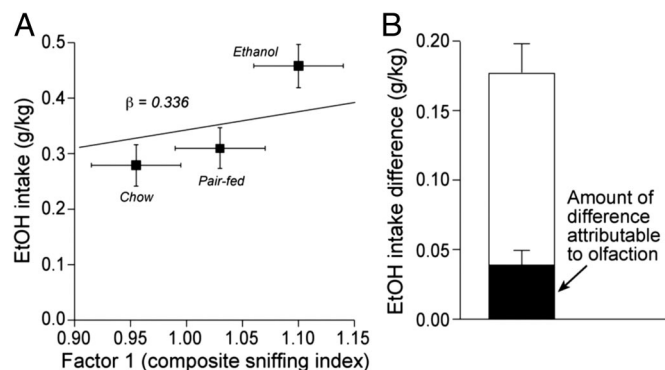 A
EtOH intake (g/kg)
0.5
0.4
0.3
0.2
0.1
0.0
β = 0.336
Ethanol
Chow
Pair-fed
0.90 0.95 1.00 1.05 1.10 1.15
Factor 1 (composite sniffing index)
B
EtOH intake difference (g/kg)
0.20
0.15
0.10
0.05
0.00
Amount of
difference
attributable
to olfaction